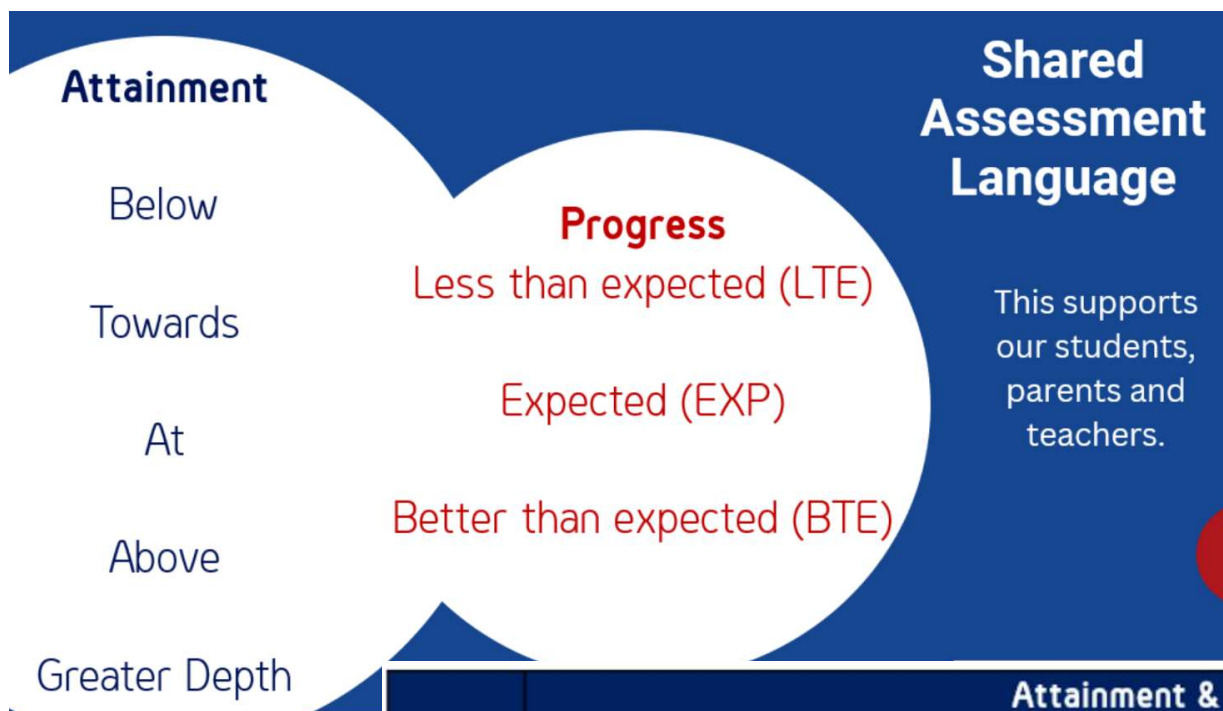 Attainment
Below
Towards
At
Above
Greater Depth
Progress
Less than expected (LTE)
Expected (EXP)
Better than expected (BTE)
Shared
Assessment
Language
This supports
our students,
parents and
teachers.
Attainment &